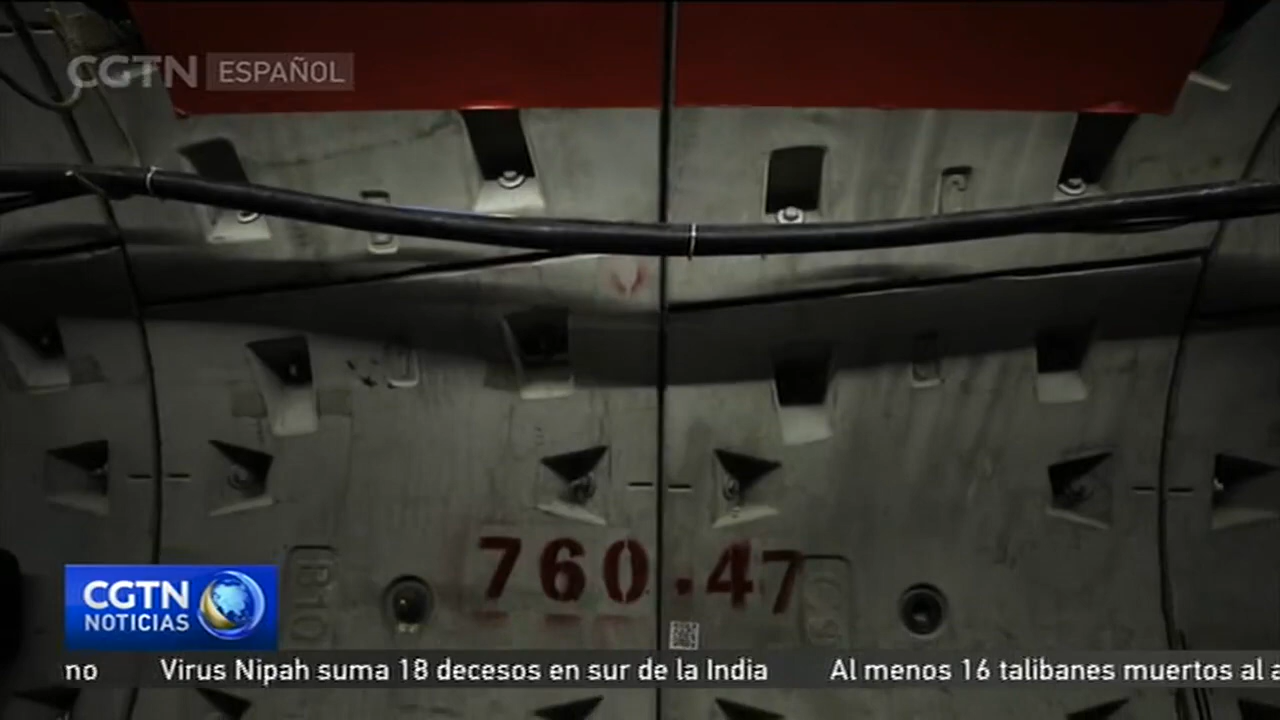 CGTN ESPAÑOL
760.47
B10
CGTN
NOTICIAS
no Virus Nipah suma 18 decesos en sur de la India Al menos 16 talibanes muertos al a